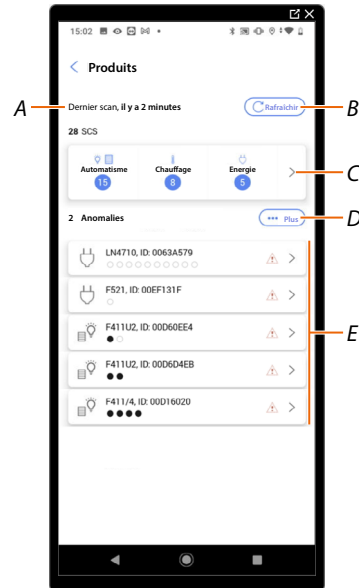 15:02
Produits
A
Dernier scan, il y a 2 minutes
Rafraîchir
B
28 SCS
Automatisme
15
Chauffage
8
Energie
5
C
2 Anomalies
Plus
D
LN4710, ID: 0063A579
F521, ID: 00EF131F
F411U2, ID: 00D60EE4
E
F411U2, ID: 00D6D4EB
F411/4, ID: 00D16020